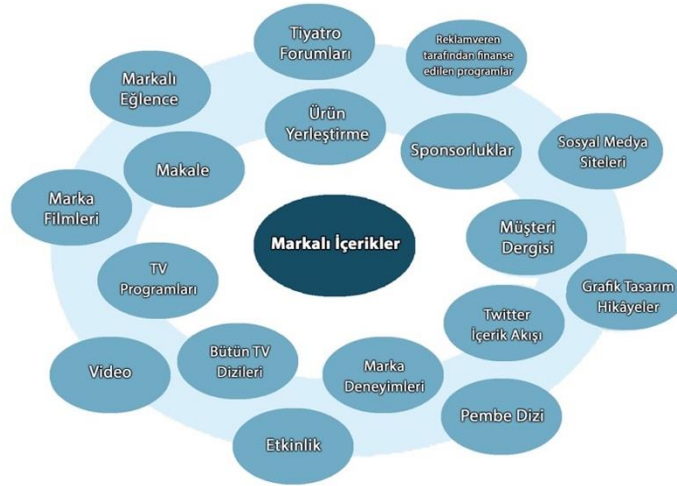 Tiyatro
Forumları
Reklamveren
tarafından finanse
edilen programlar
Markalı
Eğlence
Ürün
Yerleştirme
Sponsorluklar
Sosyal Medya
Siteleri
Makale
Marka
Filmleri
Markalı İçerikler
Müşteri
Dergisi
TV
Programları
Grafik Tasarım
Hikâyeler
Twitter
İçerik Akışı
Video
Bütün TV
Dizileri
Marka
Deneyimleri
Pembe Dizi
Etkinlik